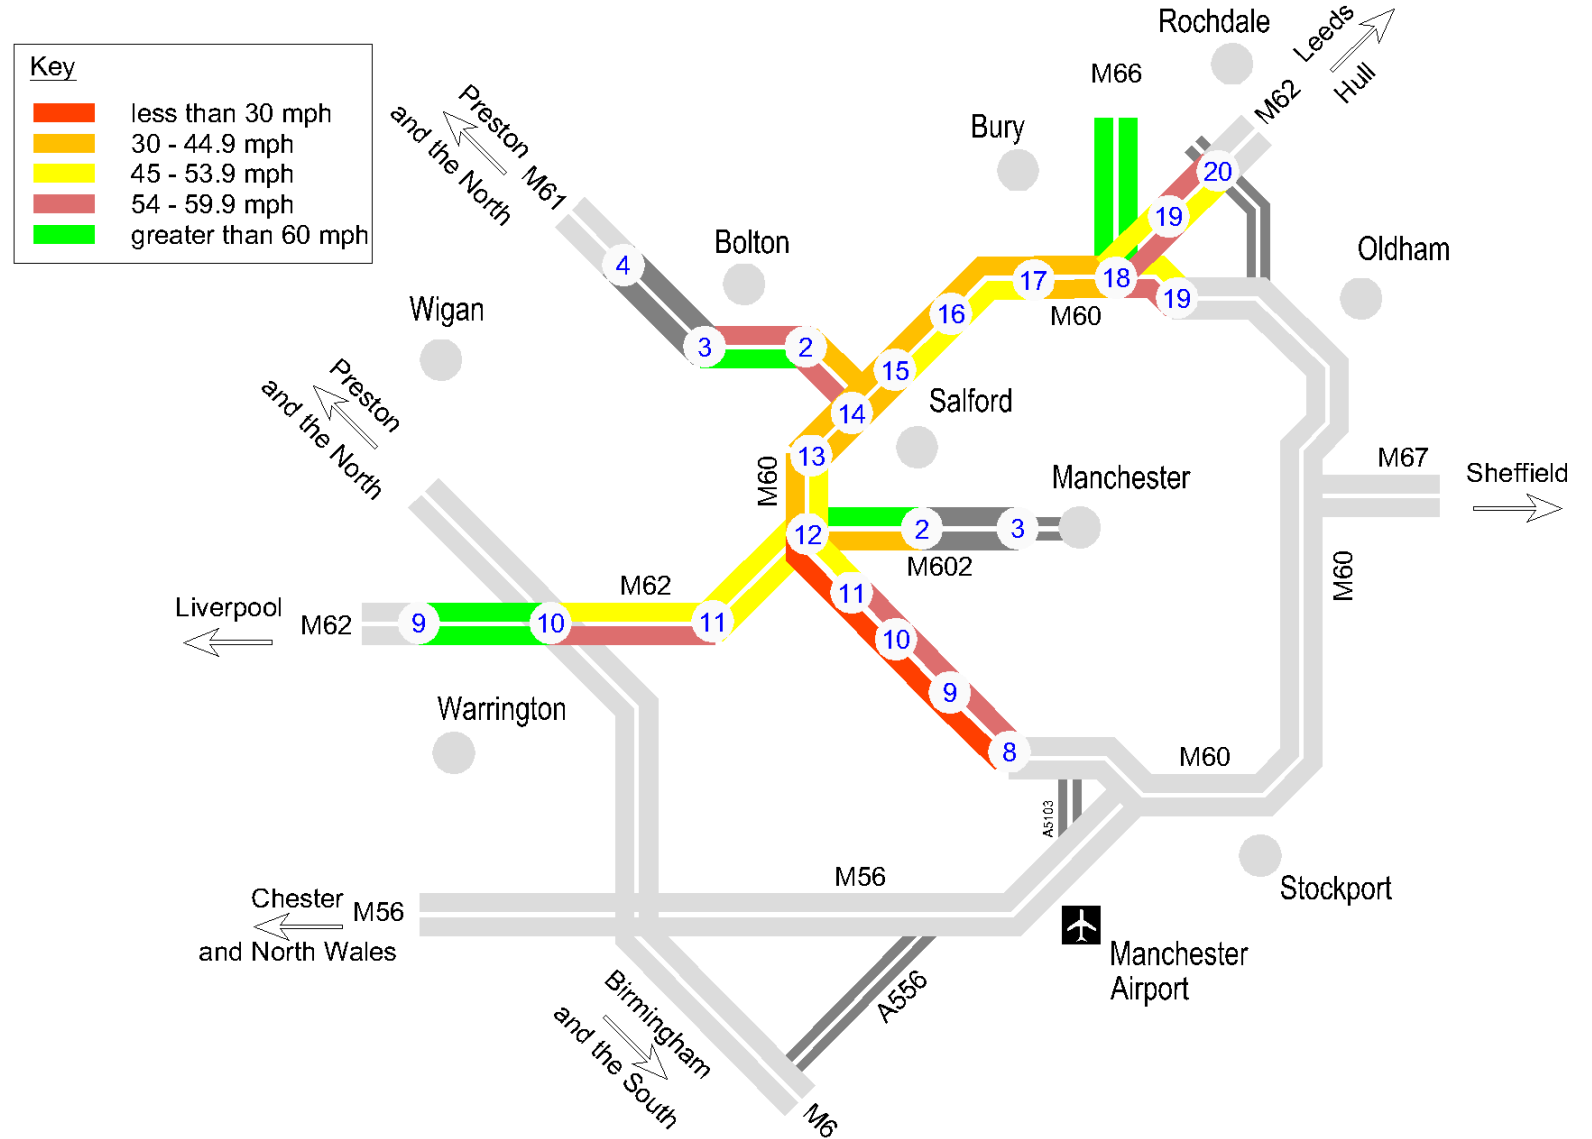 Key
less than 30 mph
30 - 44.9 mph
45 - 53.9 mph
54 - 59.9 mph
greater than 60 mph
Rochdale
Leeds
Hull
M62
M66
Bury
20
19
Preston
and the North
M61
4
Bolton
Oldham
18
19
17
M60
16
Wigan
3
2
15
14
Salford
Preston
and the North
13
M60
Manchester
M67
Sheffield
12
2
3
M602
M60
11
M62
Liverpool
M62
9
10
11
10
9
8
Warrington
M60
A5103
Stockport
M56
Chester
M56
and North Wales
Manchester
Airport
A556
Birmingham
and the South
M6